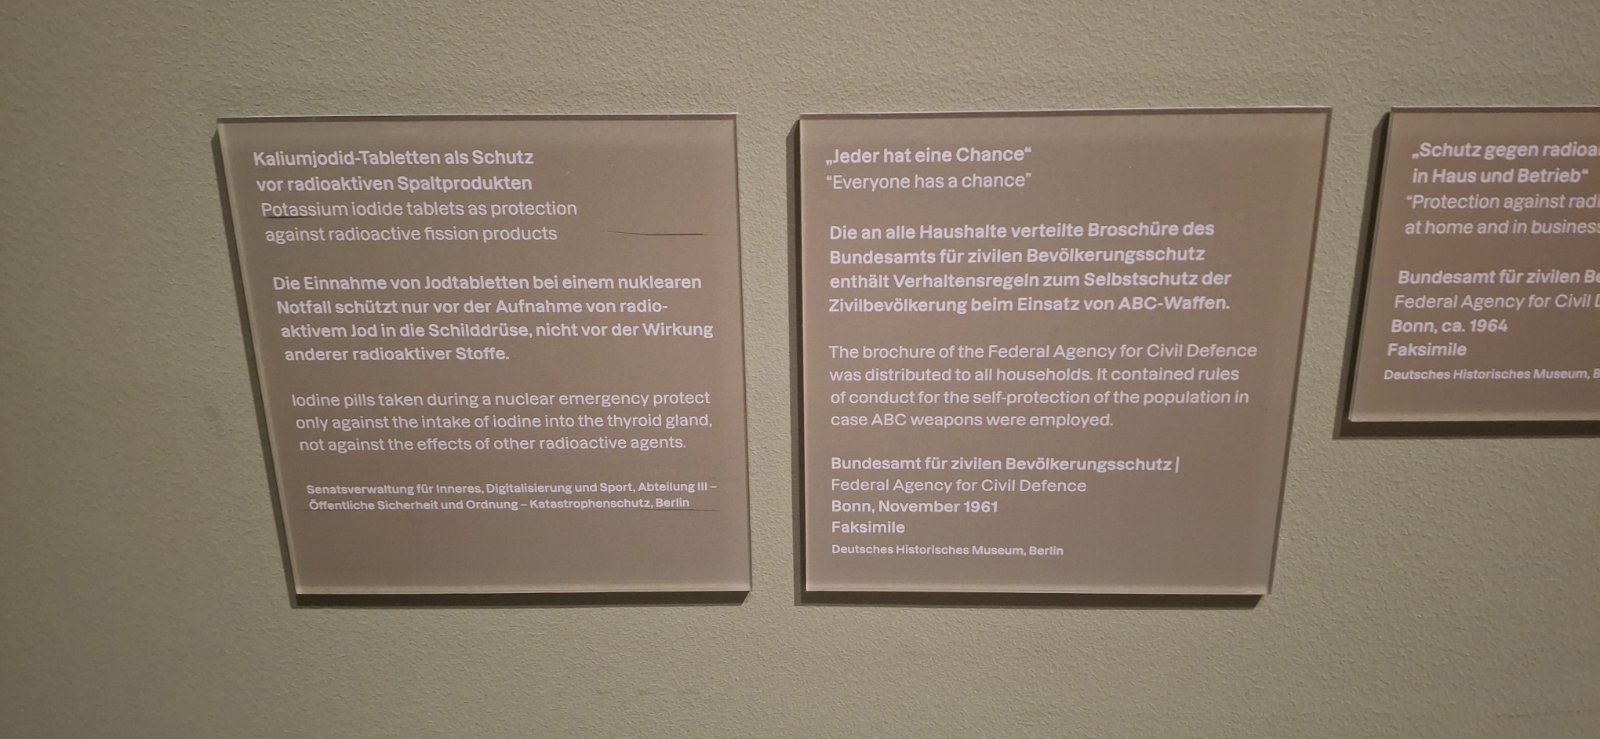 Kaliumjodid-Tabletten als Schutz
vor radioaktiven Spaltprodukten
Potassium iodide tablets as protection
against radioactive fission products
Die Einnahme von Jodtabletten bei einem nuklearen
Notfall schützt nur vor der Aufnahme von radio-
aktivem Jod in die Schilddrüse, nicht vor der Wirkung
anderer radioaktiver Stoffe.
Iodine pills taken during a nuclear emergency protect
only against the intake of iodine into the thyroid gland,
not against the effects of other radioactive agents.
Senatsverwaltung für Inneres, Digitalisierung und Sport, Abteilung III –
Öffentliche Sicherheit und Ordnung – Katastrophenschutz, Berlin
„Jeder hat eine Chance“
“Everyone has a chance”
Die an alle Haushalte verteilte Broschüre des
Bundesamts für zivilen Bevölkerungsschutz
enthält Verhaltensregeln zum Selbstschutz der
Zivilbevölkerung beim Einsatz von ABC-Waffen.
The brochure of the Federal Agency for Civil Defence
was distributed to all households. It contained rules
of conduct for the self-protection of the population in
case ABC weapons were employed.
Bundesamt für zivilen Bevölkerungsschutz |
Federal Agency for Civil Defence
Bonn, November 1961
Faksimile
Deutsches Historisches Museum, Berlin
„Schutz gegen
in Haus und Betrieb“
“Protection against
at home and in business
Bundesamt für zivilen
Federal Agency for Civil
Bonn, ca. 1964
Faksimile
Deutsches Historisches Museum,